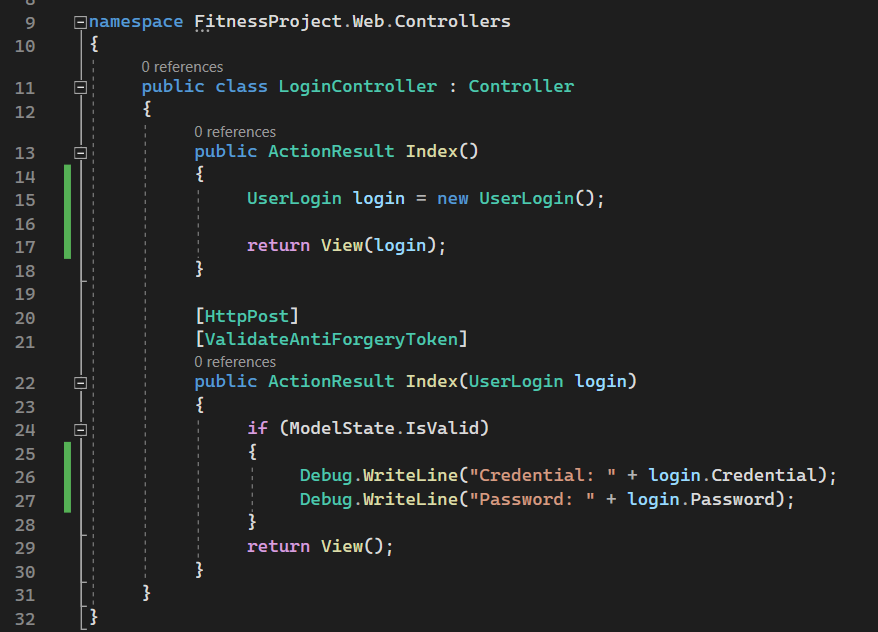 9 namespace FitnessProject.Web.Controllers
10 {
0 references
11 public class LoginController : Controller
12 {
0 references
13 public ActionResult Index()
14 {
15 UserLogin login = new UserLogin();
16
17 return View(login);
18 }
19
20 [HttpPost]
21 [ValidateAntiForgeryToken]
0 references
22 public ActionResult Index(UserLogin login)
23 {
24 if (ModelState.IsValid)
25 {
26 Debug.WriteLine("Credential: " + login.Credential);
27 Debug.WriteLine("Password: " + login.Password);
28 }
29 return View();
30 }
31 }
32 }